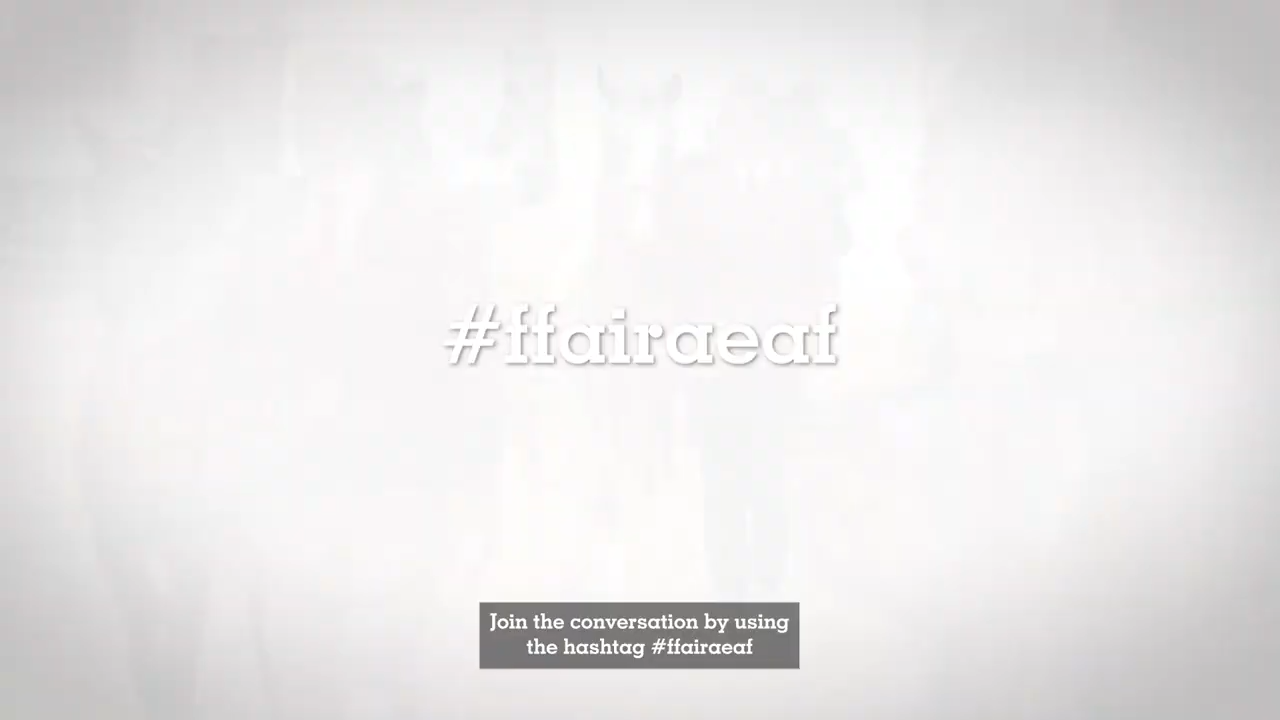 #ffairaeaf
Join the conversation by using
the hashtag #ffairaeaf